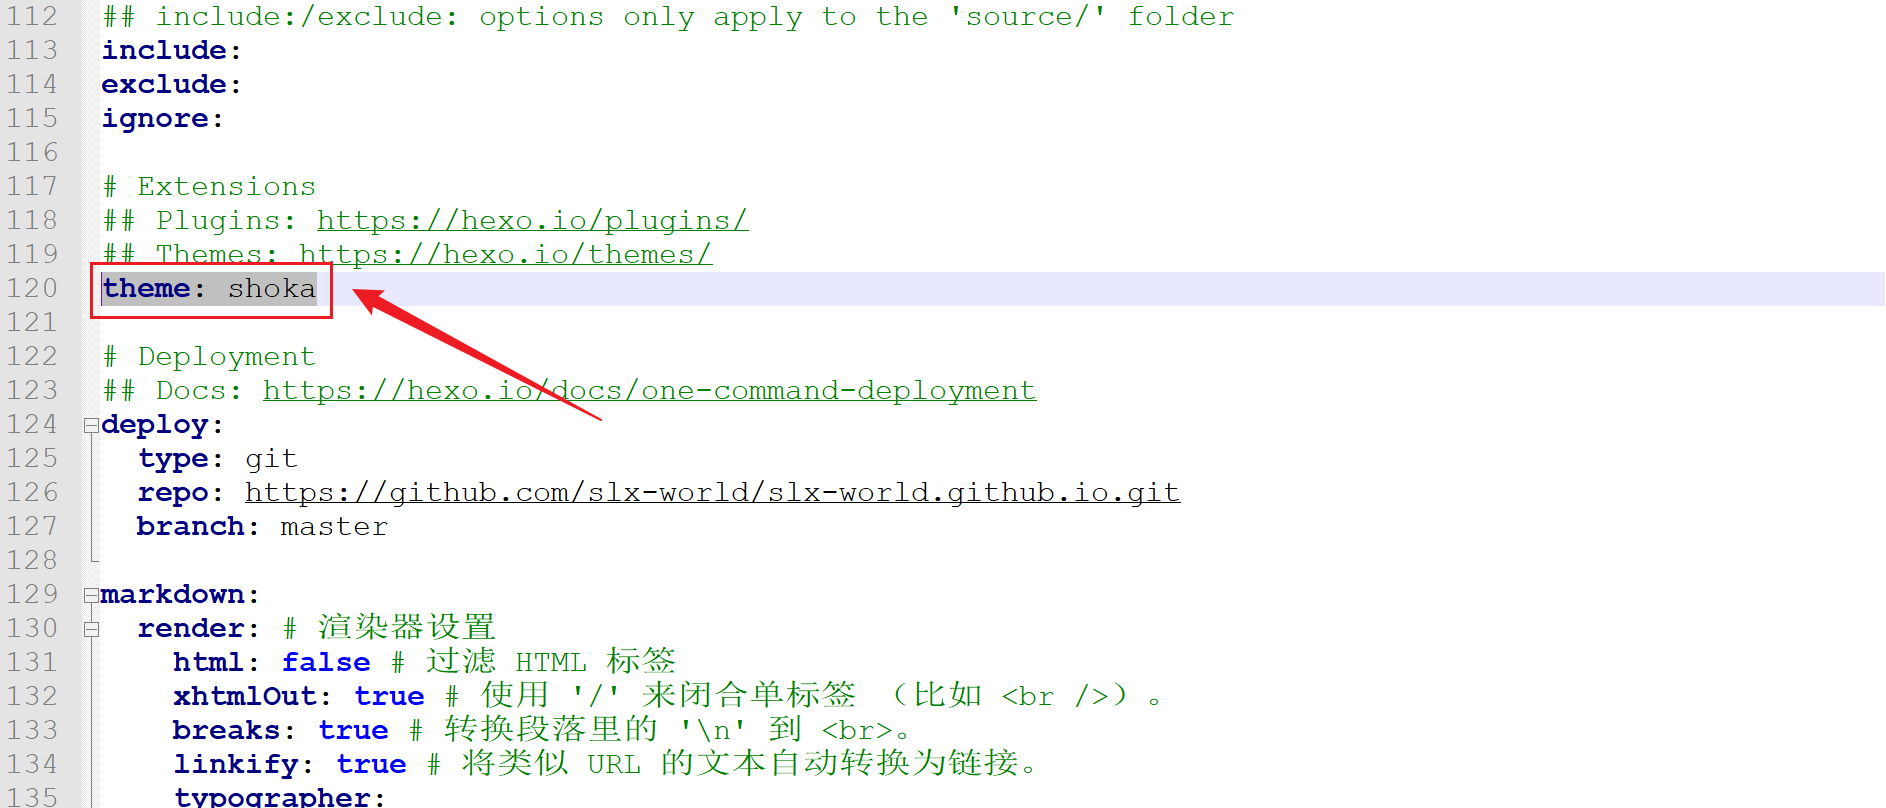 112 ## include:/exclude: options only apply to the 'source/' folder
113 include:
114 exclude:
115 ignore:
116
117 # Extensions
118 ## Plugins: https://hexo.io/plugins/
119 ## Themes: https://hexo.io/themes/
120 theme: shoka
121
122 # Deployment
123 ## Docs: https://hexo.io/docs/one-command-deployment
124 deploy:
125   type: git
126   repo: https://github.com/slx-world/slx-world.github.io.git
127   branch: master
128
129 markdown:
130   render: # 渲染器设置
131     html: false # 过滤 HTML 标签
132     xhtmlOut: true # 使用 '/' 来闭合单标签 （比如 <br />）。
133     breaks: true # 转换段落里的 '\n' 到 <br>。
134     linkify: true # 将类似 URL 的文本自动转换为链接。
135     typographer: